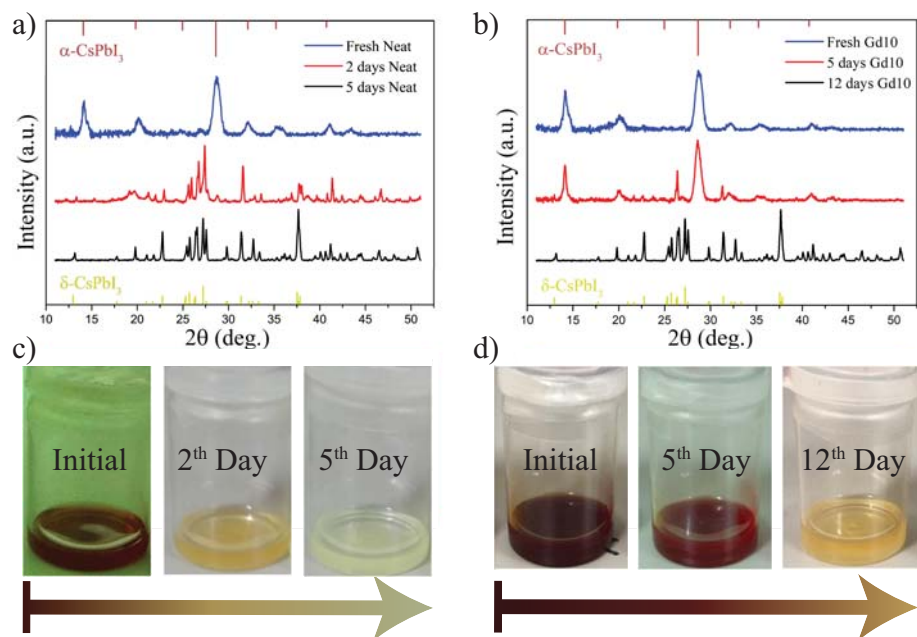 a)
α-CsPbI₃
Fresh Neat
2 days Neat
5 days Neat
Intensity (a.u.)
δ-CsPbI₃
10 15 20 25 30 35 40 45 50
2θ (deg.)
b)
α-CsPbI₃
Fresh Gd10
5 days Gd10
12 days Gd10
Intensity (a.u.)
δ-CsPbI₃
10 15 20 25 30 35 40 45 50
2θ (deg.)
c)
Initial
2ᵗʰ Day
5ᵗʰ Day
d)
Initial
5ᵗʰ Day
12ᵗʰ Day